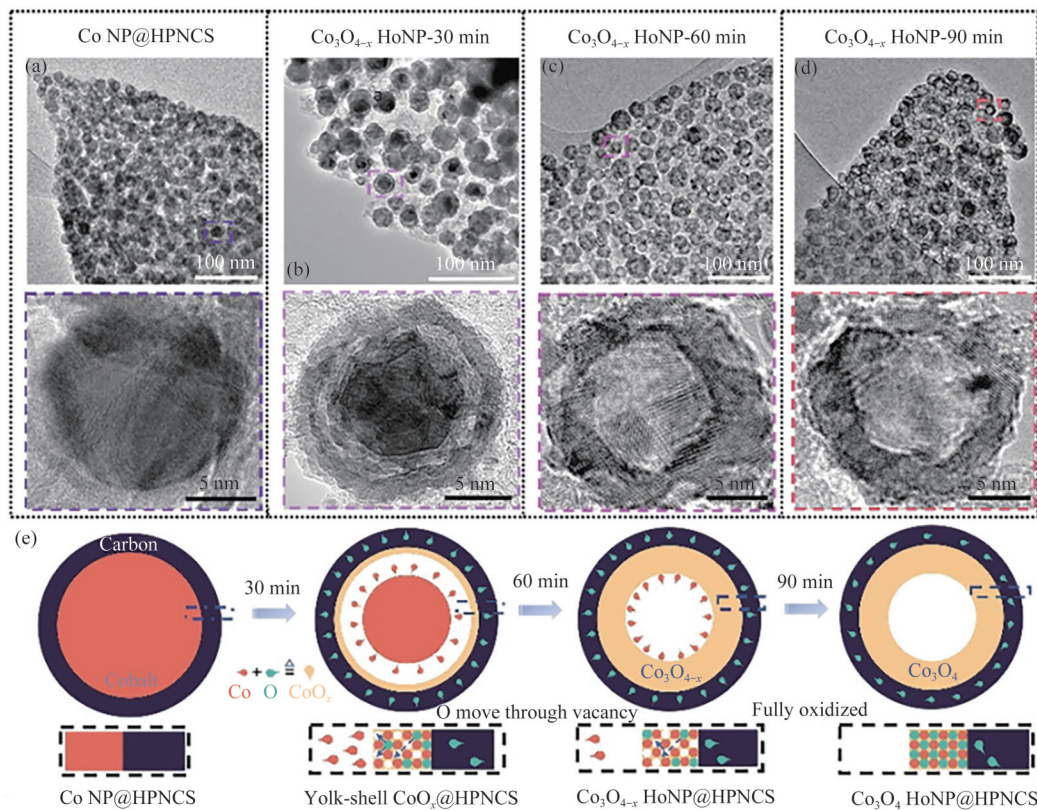 Co NP@HPNCS
Co₃O₄₋ₓ HoNP-30 min
Co₃O₄₋ₓ HoNP-60 min
Co₃O₄₋ₓ HoNP-90 min
(a)
(b)
(c)
(d)
100 nm
100 nm
100 nm
100 nm
5 nm
5 nm
5 nm
5 nm
(e)
Carbon
Cobalt
30 min
60 min
90 min
Co + O ≜ CoOₓ
Co₃O₄₋ₓ
Co₃O₄
O move through vacancy
Fully oxidized
Co NP@HPNCS
Yolk-shell CoOₓ@HPNCS
Co₃O₄₋ₓ HoNP@HPNCS
Co₃O₄ HoNP@HPNCS